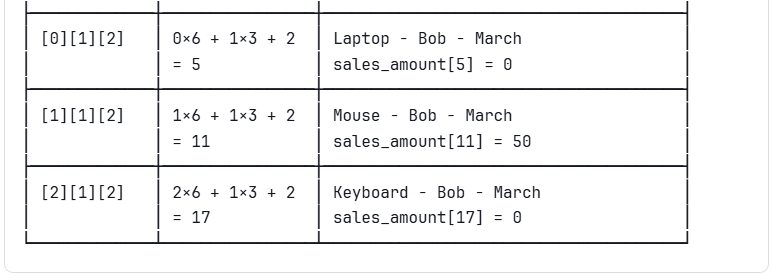 [0][1][2] 0×6 + 1×3 + 2 Laptop - Bob - March
= 5 sales_amount[5] = 0
[1][1][2] 1×6 + 1×3 + 2 Mouse - Bob - March
= 11 sales_amount[11] = 50
[2][1][2] 2×6 + 1×3 + 2 Keyboard - Bob - March
= 17 sales_amount[17] = 0